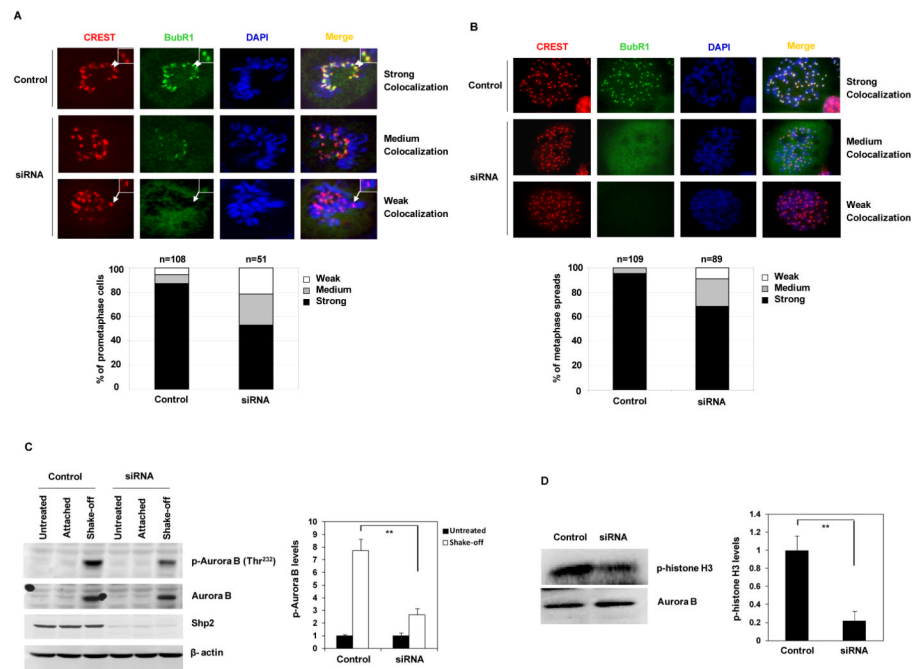 A
CREST BubR1 DAPI Merge
Control
Strong
Colocalization
siRNA
Medium
Colocalization
Weak
Colocalization
n=108 n=51
% of prometaphase cells
100
80
60
40
20
0
Weak
Medium
Strong
Control siRNA
B
CREST BubR1 DAPI Merge
Control
Strong
Colocalization
siRNA
Medium
Colocalization
Weak
Colocalization
n=109 n=89
% of metaphase spreads
100
80
60
40
20
0
Weak
Medium
Strong
Control siRNA
C
Control siRNA
Untreated Attached Shake-off Untreated Attached Shake-off
p-Aurora B (Thr²³²)
Aurora B
Shp2
β- actin
p-Aurora B levels
10
9
8
7
6
5
4
3
2
1
0
**
Untreated
Shake-off
Control siRNA
D
Control siRNA
p-histone H3
Aurora B
p-histone H3 levels
1.4
1.2
1
0.8
0.6
0.4
0.2
0
**
Control siRNA